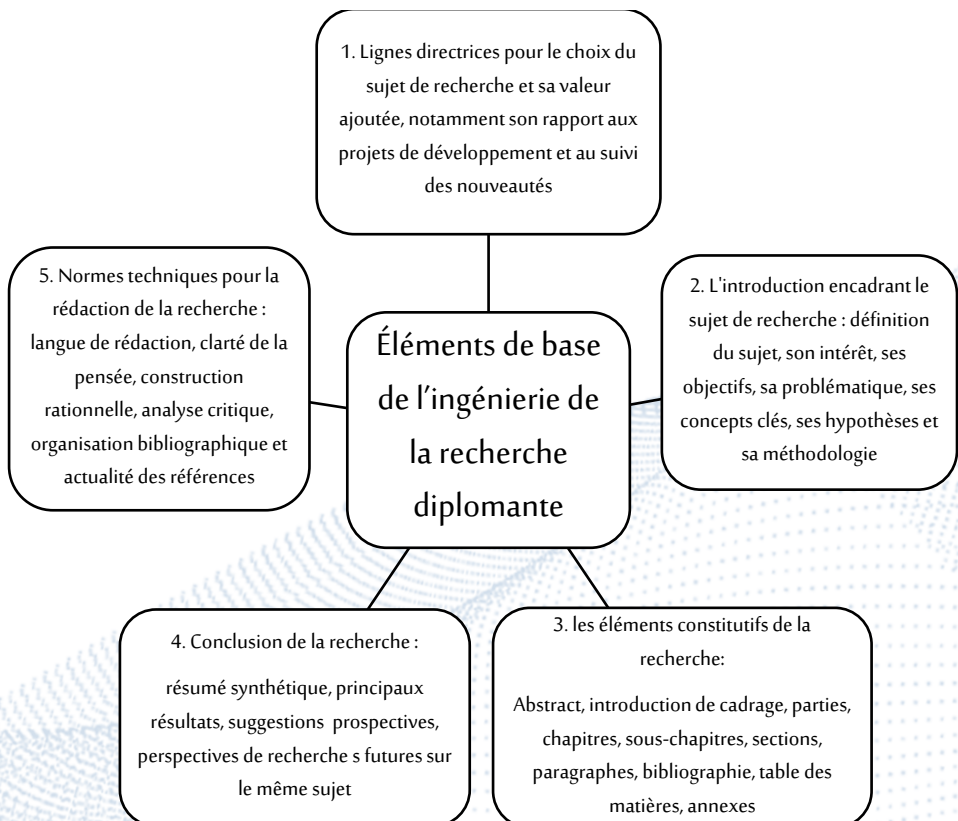 1. Lignes directrices pour le choix du
sujet de recherche et sa valeur
ajoutée, notamment son rapport aux
projets de développement et au suivi
des nouveautés
5. Normes techniques pour la
rédaction de la recherche :
langue de rédaction, clarté de la
pensée, construction
rationnelle, analyse critique,
organisation bibliographique et
actualité des références
Éléments de base
de l’ingénierie de
la recherche
diplomante
2. L'introduction encadrant le
sujet de recherche : définition
du sujet, son intérêt, ses
objectifs, sa problématique, ses
concepts clés, ses hypothèses et
sa méthodologie
4. Conclusion de la recherche :
résumé synthétique, principaux
résultats, suggestions prospectives,
perspectives de recherche s futures sur
le même sujet
3. les éléments constitutifs de la
recherche:
Abstract, introduction de cadrage, parties,
chapitres, sous-chapitres, sections,
paragraphes, bibliographie, table des
matières, annexes